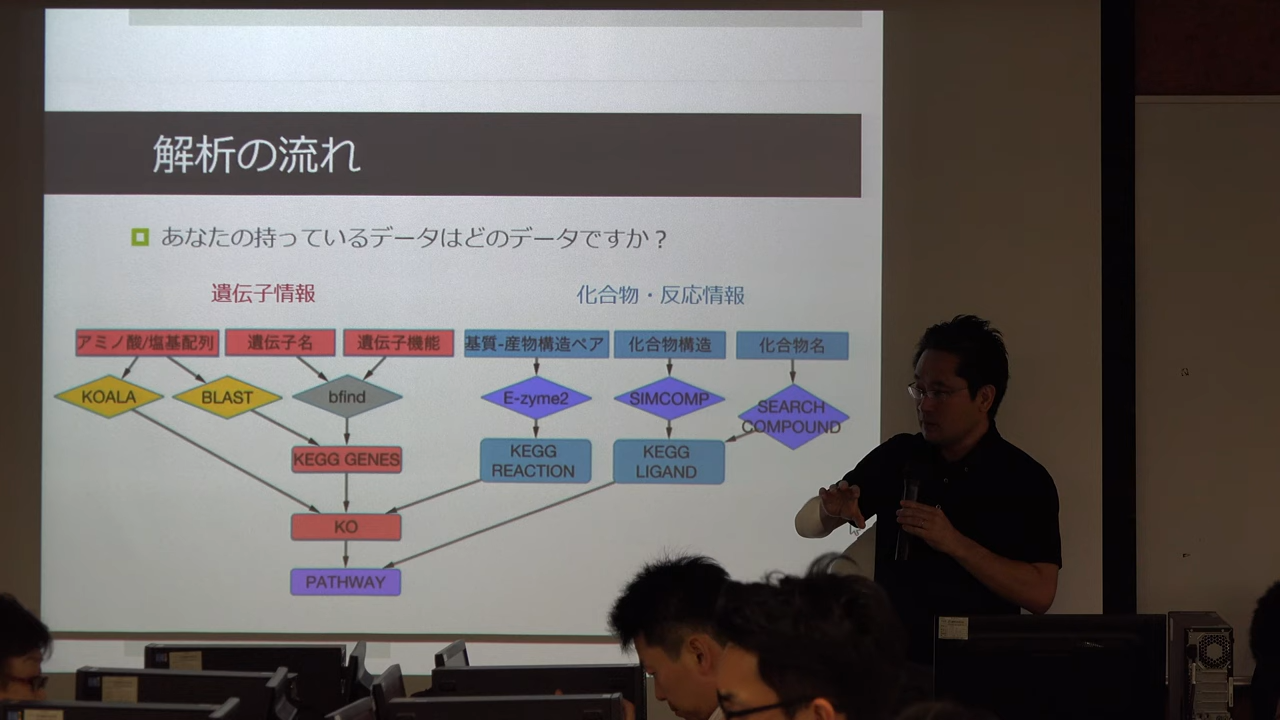 解析の流れ
あなたの持っているデータはどのデータですか？
遺伝子情報
化合物・反応情報
アミノ酸/塩基配列
遺伝子名
遺伝子機能
基質-産物構造ペア
化合物構造
化合物名
KOALA
BLAST
bfind
E-zyme2
SIMCOMP
SEARCH
COMPOUND
KEGG GENES
KEGG
REACTION
KEGG
LIGAND
KO
PATHWAY